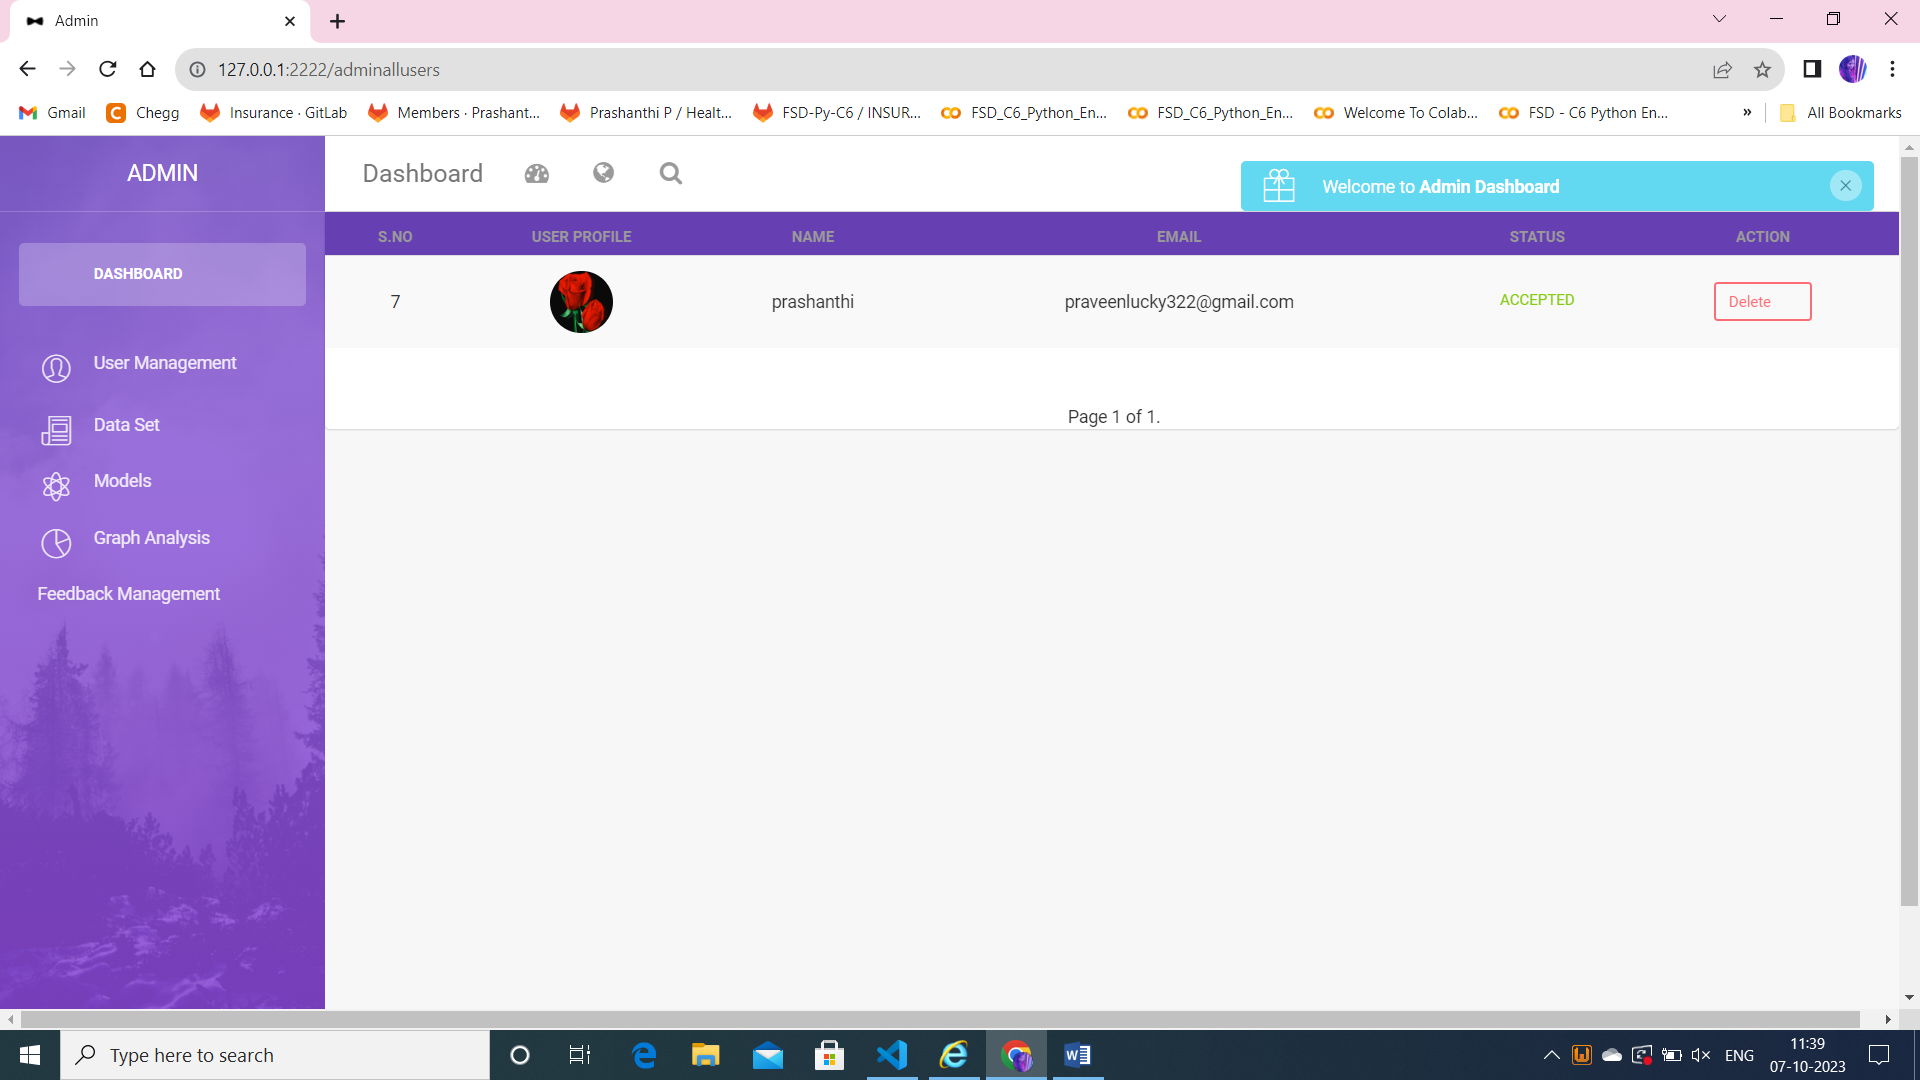 Admin
127.0.0.1:2222/adminallusers
Gmail
Chegg
Insurance · GitLab
Members · Prashant...
Prashanthi P / Healt...
FSD-Py-C6 / INSUR...
FSD_C6_Python_En...
FSD_C6_Python_En...
Welcome To Colab...
FSD - C6 Python En...
»
All Bookmarks
ADMIN
Dashboard
Welcome to Admin Dashboard
S.NO USER PROFILE NAME EMAIL STATUS ACTION
7 prashanthi praveenlucky322@gmail.com ACCEPTED Delete
Page 1 of 1.
DASHBOARD
User Management
Data Set
Models
Graph Analysis
Feedback Management
Type here to search
ENG
11:39
07-10-2023